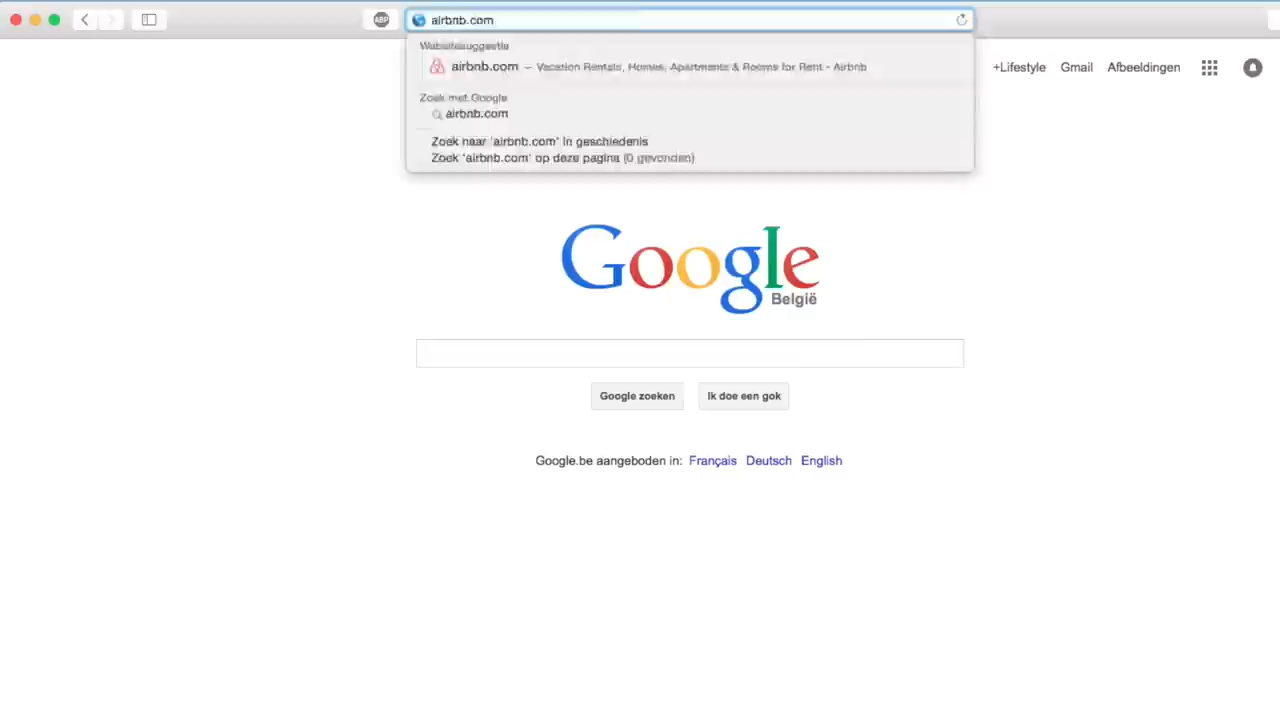 ABP
airbnb.com
Websitesuggestie
airbnb.com — Vacation Rentals, Homes, Apartments & Rooms for Rent - Airbnb
Zoek met Google
airbnb.com
Zoek naar 'airbnb.com' in geschiedenis
Zoek 'airbnb.com' op deze pagina (0 gevonden)
+Lifestyle Gmail Afbeeldingen
Google
België
Google zoeken Ik doe een gok
Google.be aangeboden in: Français Deutsch English